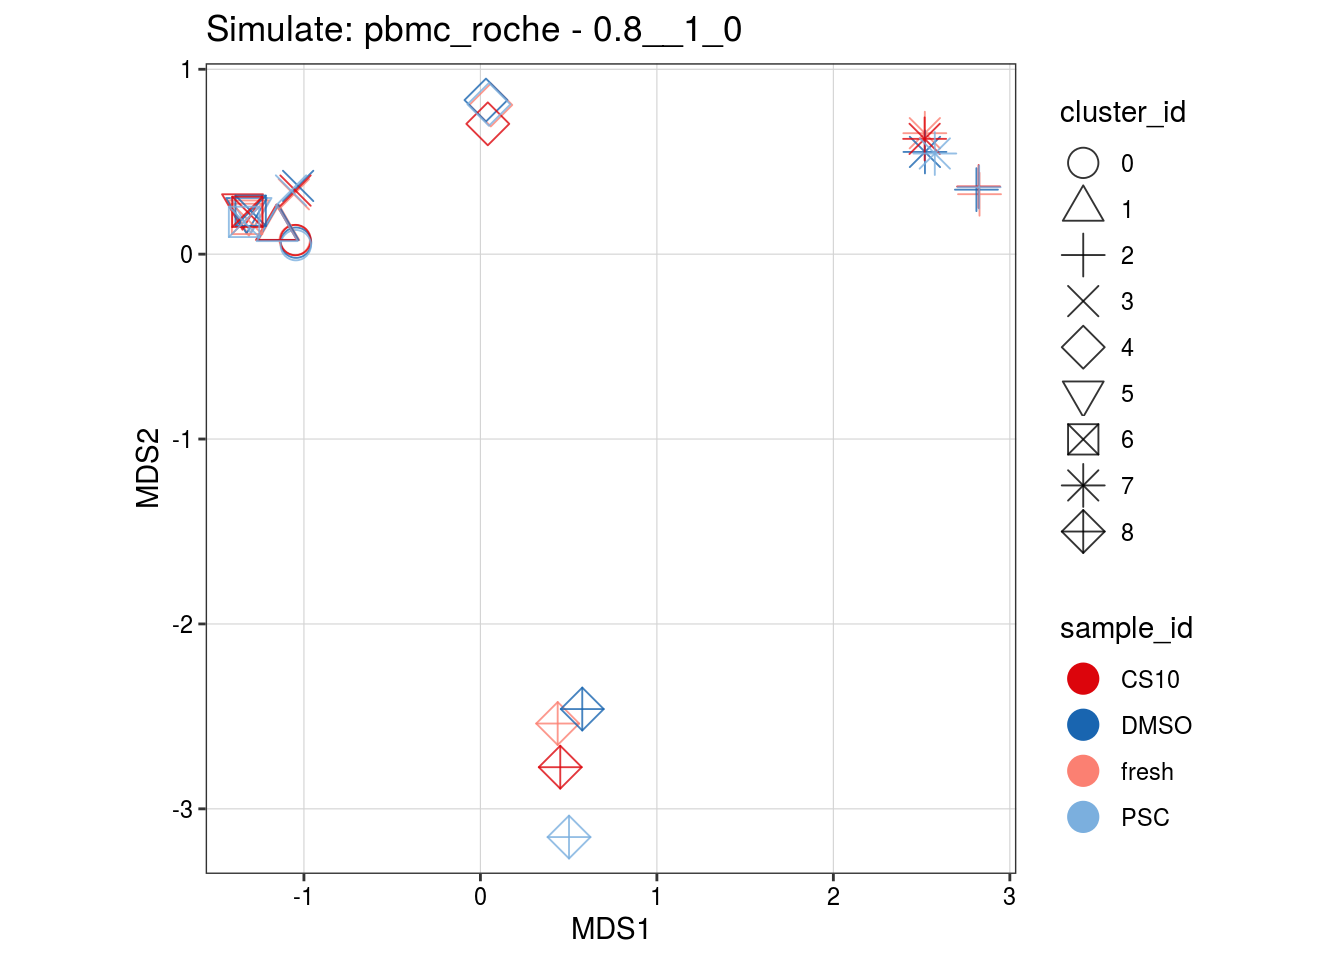 Simulate: pbmc_roche - 0.8__1_0
1
0
-1
-2
-3
MDS2
-1
0
1
2
3
MDS1
cluster_id
0
1
2
3
4
5
6
7
8
sample_id
CS10
DMSO
fresh
PSC